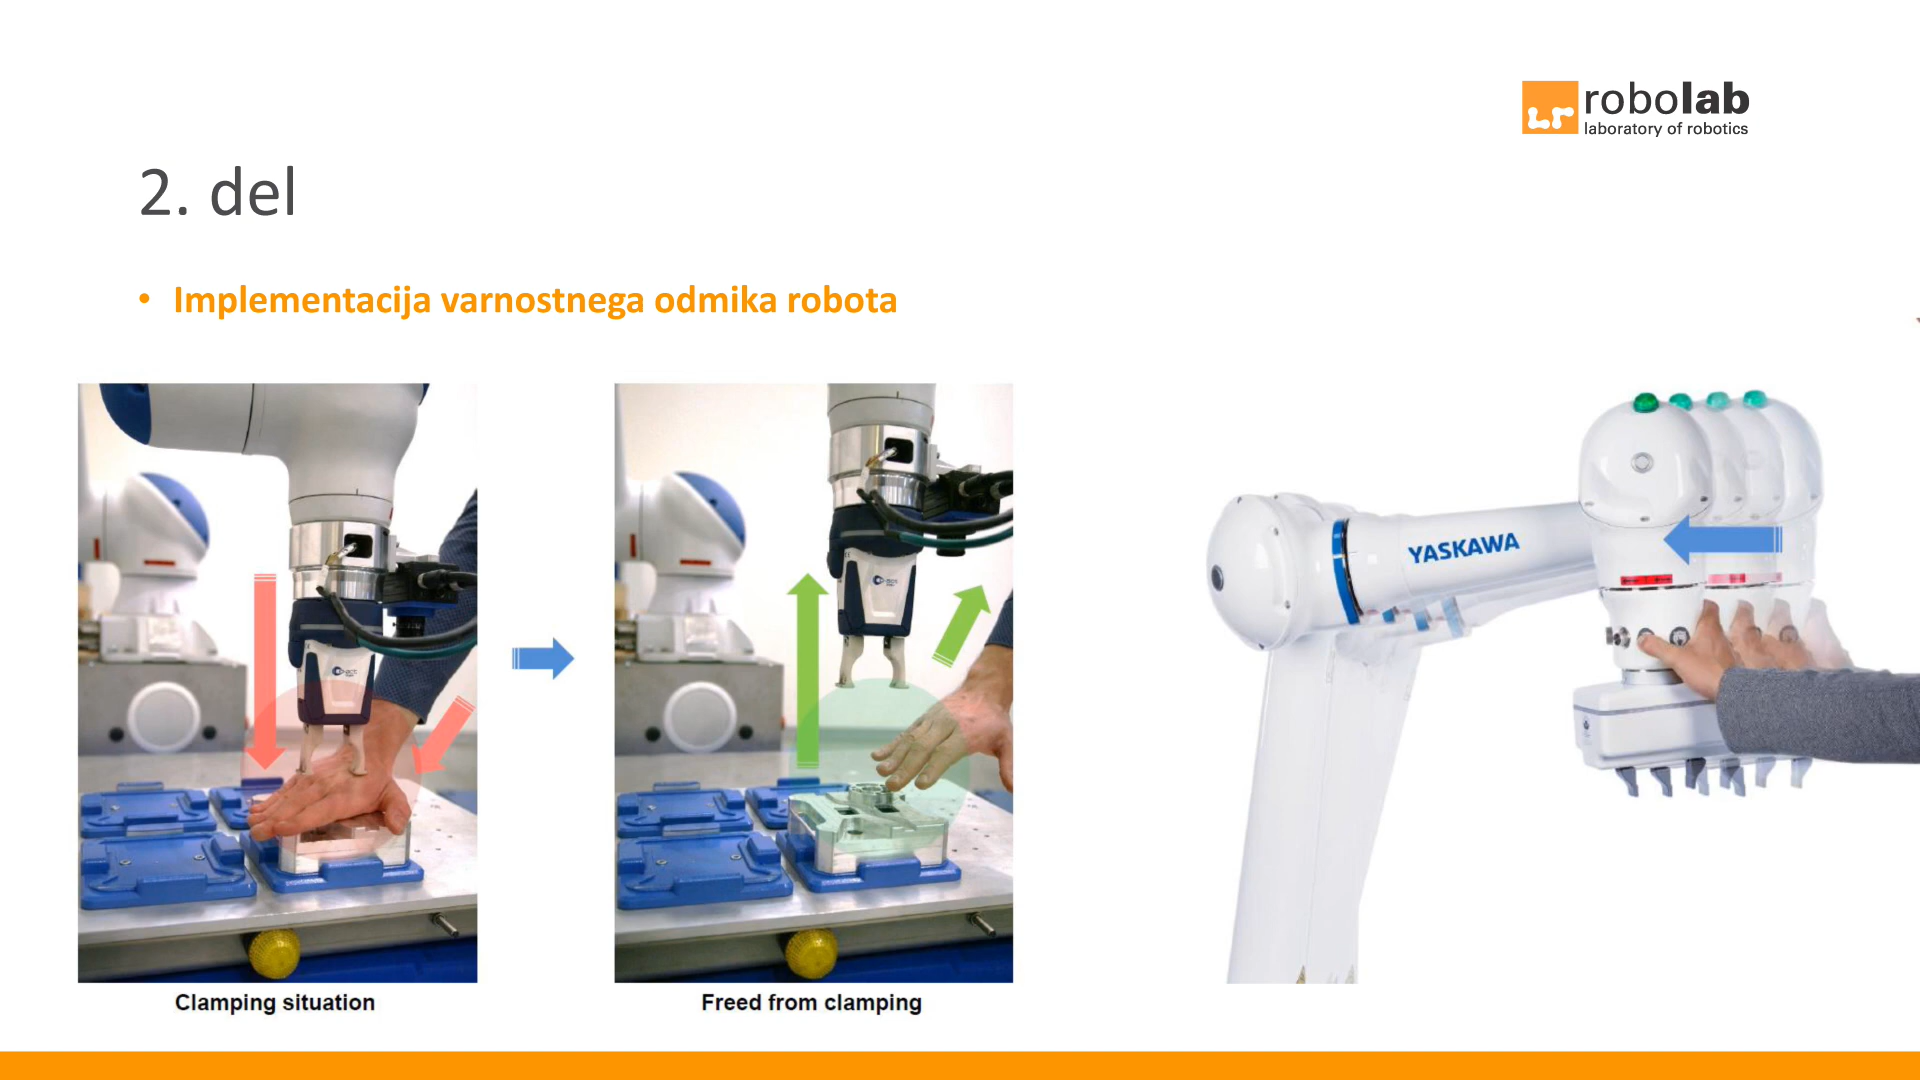 robolab
laboratory of robotics
2. del
• Implementacija varnostnega odmika robota
YASKAWA
Clamping situation
Freed from clamping